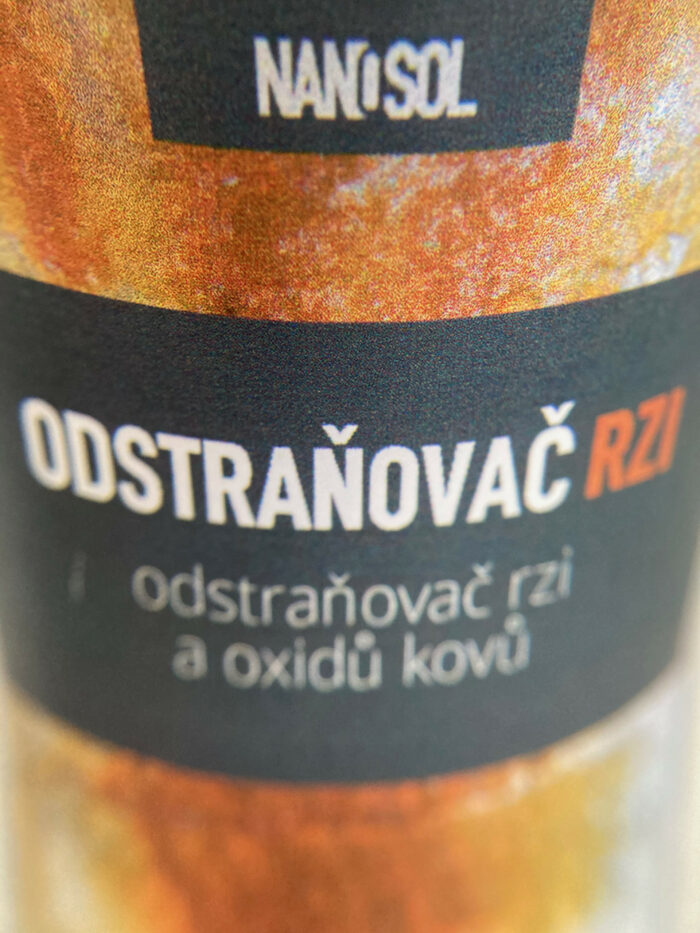 NANOSOL
ODSTRAŇOVAČ RZI
odstraňovač rzi
a oxidů kovů